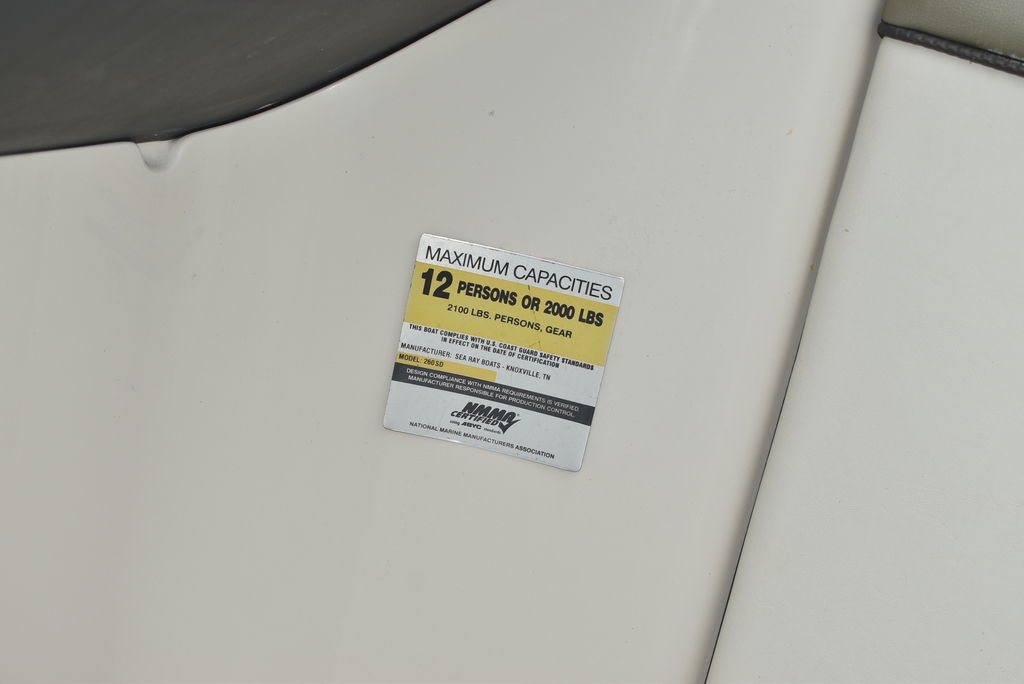 MAXIMUM CAPACITIES
12 PERSONS OR 2000 LBS
2100 LBS. PERSONS, GEAR
THIS BOAT COMPLIES WITH U.S. COAST GUARD SAFETY STANDARDS
IN EFFECT ON THE DATE OF CERTIFICATION
MANUFACTURER: SEA RAY BOATS - KNOXVILLE, TN
MODEL: 260SD
DESIGN COMPLIANCE WITH NMMA REQUIREMENTS IS VERIFIED.
MANUFACTURER RESPONSIBLE FOR PRODUCTION CONTROL.
NMMA
CERTIFIED
using ABYC standards
NATIONAL MARINE MANUFACTURERS ASSOCIATION